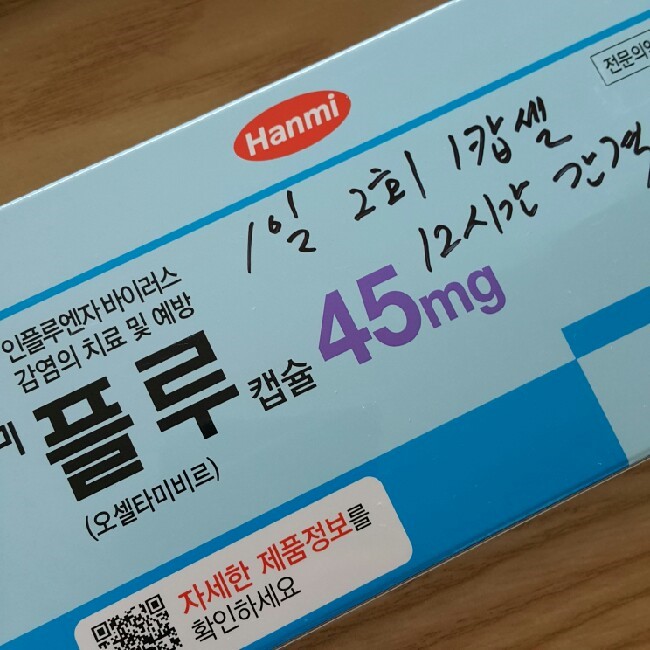 Hanmi
전문의약
1일 2회 1캅셀
12시간 간격
인플루엔자 바이러스
감염의 치료 및 예방
미 플루 캡슐 45mg
(오셀타미비르)
자세한 제품정보를
확인하세요